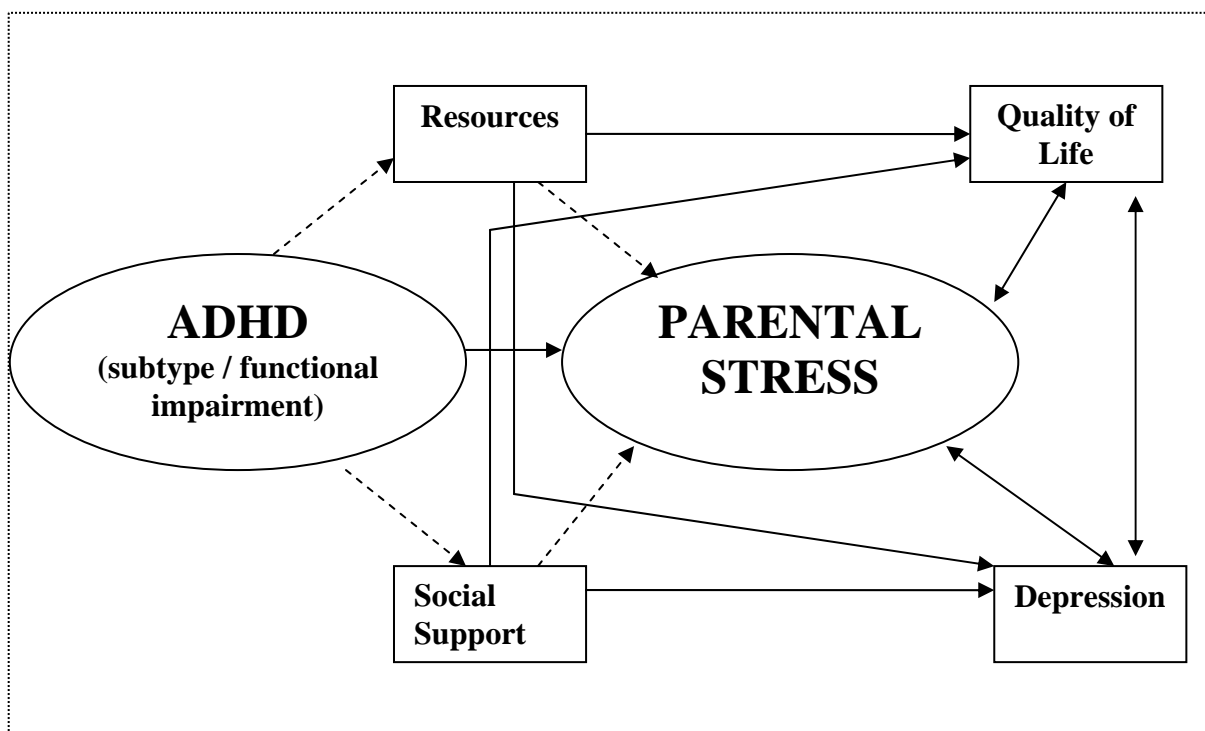 Resources
Quality of
Life
ADHD
(subtype / functional
impairment)
PARENTAL
STRESS
Social
Support
Depression